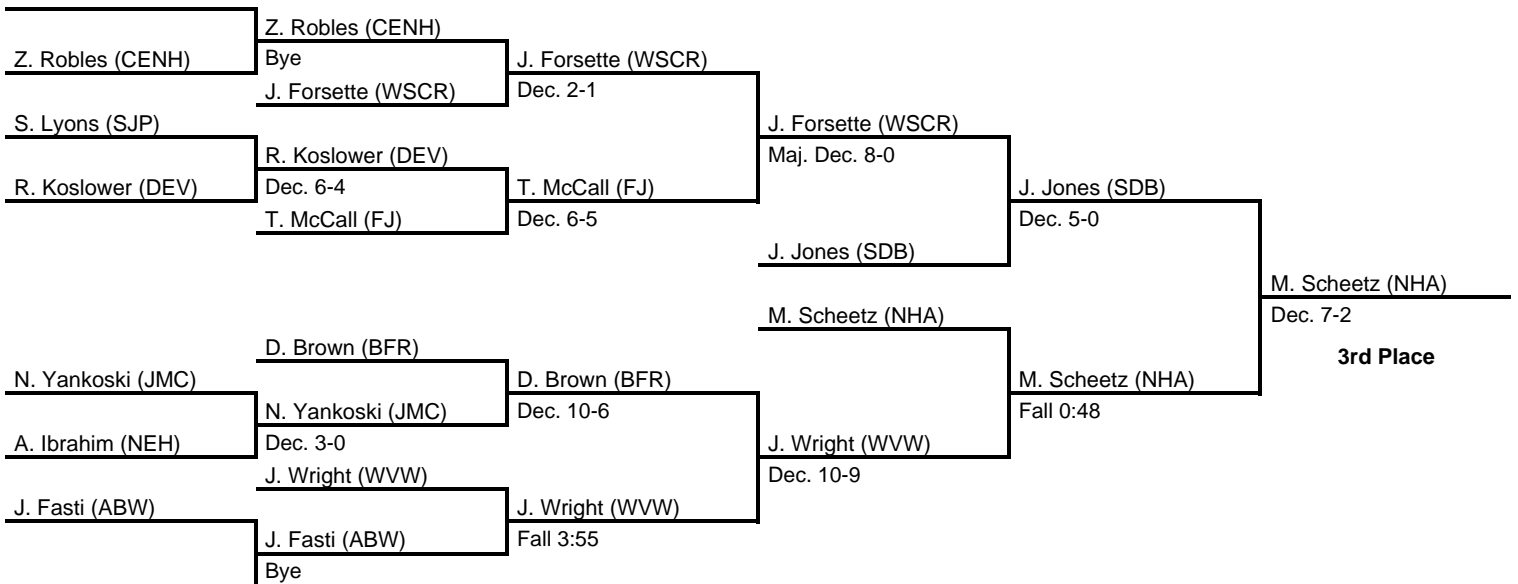 Z. Robles (CENH)
Z. Robles (CENH)
Bye
J. Forsette (WSCR)
J. Forsette (WSCR)
Dec. 2-1
S. Lyons (SJP)
J. Forsette (WSCR)
R. Koslower (DEV)
Maj. Dec. 8-0
R. Koslower (DEV)
Dec. 6-4
T. McCall (FJ)
J. Jones (SDB)
T. McCall (FJ)
Dec. 6-5
Dec. 5-0
J. Jones (SDB)
M. Scheetz (NHA)
M. Scheetz (NHA)
Dec. 7-2
D. Brown (BFR)
3rd Place
N. Yankoski (JMC)
D. Brown (BFR)
M. Scheetz (NHA)
N. Yankoski (JMC)
Dec. 10-6
Fall 0:48
A. Ibrahim (NEH)
Dec. 3-0
J. Wright (WVW)
J. Wright (WVW)
Dec. 10-9
J. Fasti (ABW)
J. Wright (WVW)
J. Fasti (ABW)
Fall 3:55
Bye